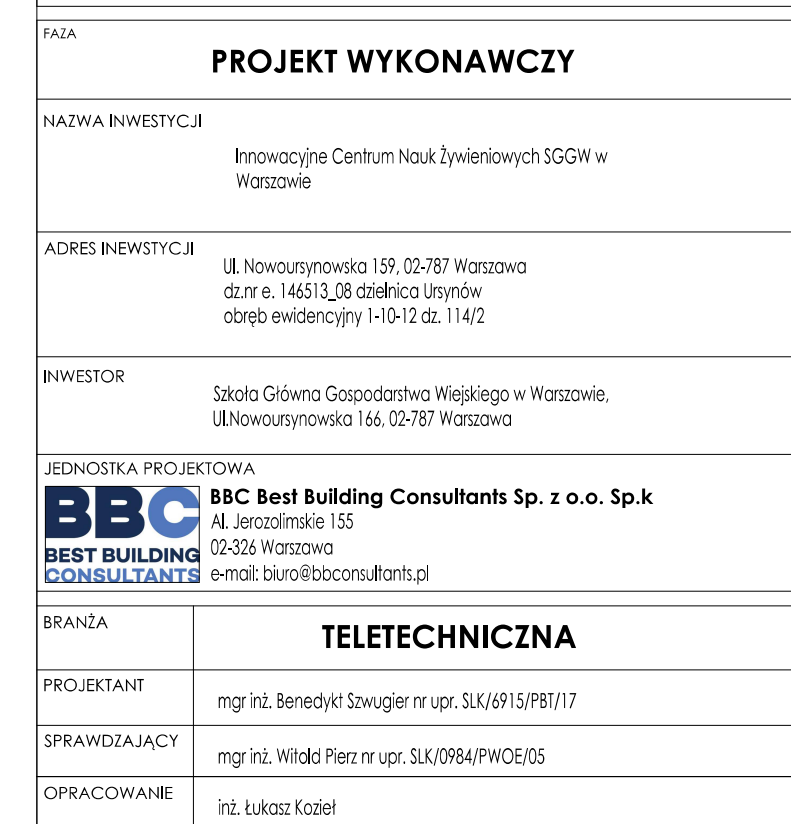 FAZA
PROJEKT WYKONAWCZY
NAZWA INWESTYCJI
Innowacyjne Centrum Nauk Żywieniowych SGGW w
Warszawie
ADRES INEWSTYCJI
Ul. Nowoursynowska 159, 02-787 Warszawa
dz.nr e. 146513_08 dzielnica Ursynów
obręb ewidencyjny 1-10-12 dz. 114/2
INWESTOR
Szkoła Główna Gospodarstwa Wiejskiego w Warszawie,
Ul.Nowoursynowska 166, 02-787 Warszawa
JEDNOSTKA PROJEKTOWA
BBC
BEST BUILDING
CONSULTANTS
BBC Best Building Consultants Sp. z o.o. Sp.k
Al. Jerozolimskie 155
02-326 Warszawa
e-mail: biuro@bbconsultants.pl
BRANŻA
TELETECHNICZNA
PROJEKTANT
mgr inż. Benedykt Szwugier nr upr. SLK/6915/PBT/17
SPRAWDZAJĄCY
mgr inż. Witold Pierz nr upr. SLK/0984/PWOE/05
OPRACOWANIE
inż. Łukasz Kozieł